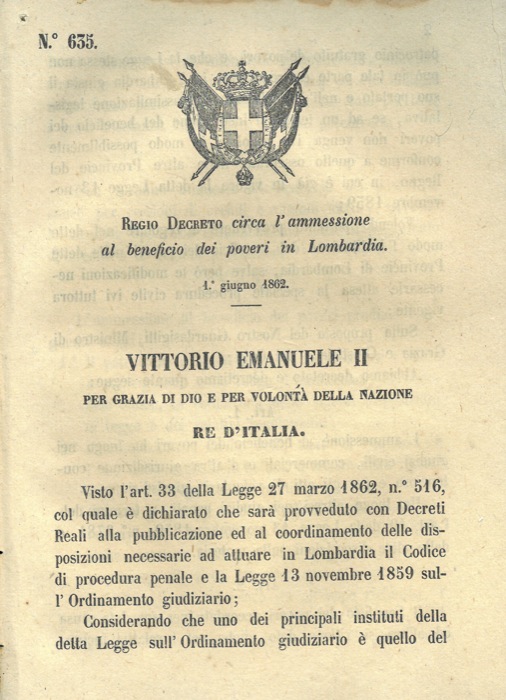 N.° 635.
REGIO DECRETO circa l'ammessione
al beneficio dei poveri in Lombardia.
1.° giugno 1862.
VITTORIO EMANUELE II
PER GRAZIA DI DIO E PER VOLONTÀ DELLA NAZIONE
RE D'ITALIA.
Visto l'art. 33 della Legge 27 marzo 1862, n.° 516,
col quale è dichiarato che sarà provveduto con Decreti
Reali alla pubblicazione ed al coordinamento delle dis-
posizioni necessarie ad attuare in Lombardia il Codice
di procedura penale e la Legge 13 novembre 1859 sul-
l' Ordinamento giudiziario;
Considerando che uno dei principali instituti della
detta Legge sull' Ordinamento giudiziario è quello del